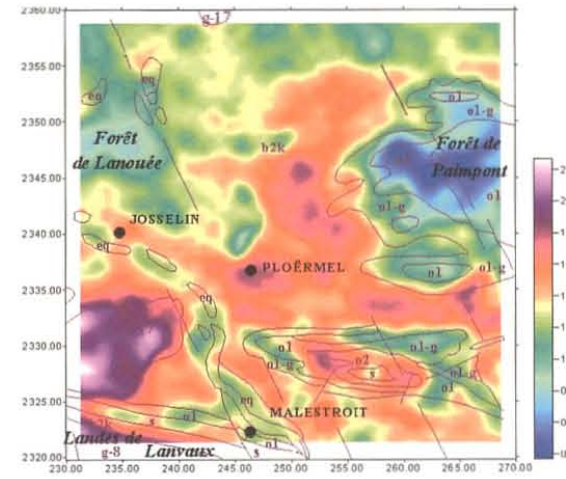 2360.00
g-17
2355.00
eq
o1
o1-g
2350.00
Forêt
de Lanouée
b2k
Forêt de
Paimpont
2345.00
o1
o1-g
2340.00
JOSSELIN
eq
PLOËRMEL
o1
o1-g
2335.00
eq
2330.00
o1
o1-g
o1-g
o2
s
o1-g
o1
2325.00
eq
s
o1
MALESTROIT
Landes de
Lanvaux
o1
s
g-8
2320.00
230.00 235.00 240.00 245.00 250.00 255.00 260.00 265.00 270.00